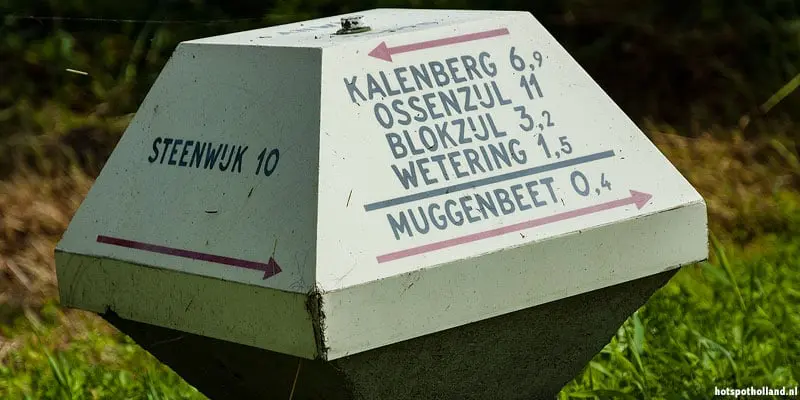 STEENWIJK 10
KALENBERG 6,9
OSSENZIJL 11
BLOKZIJL 3,2
WETERING 1,5
MUGGENBEET 0,4
hotspotholland.nl